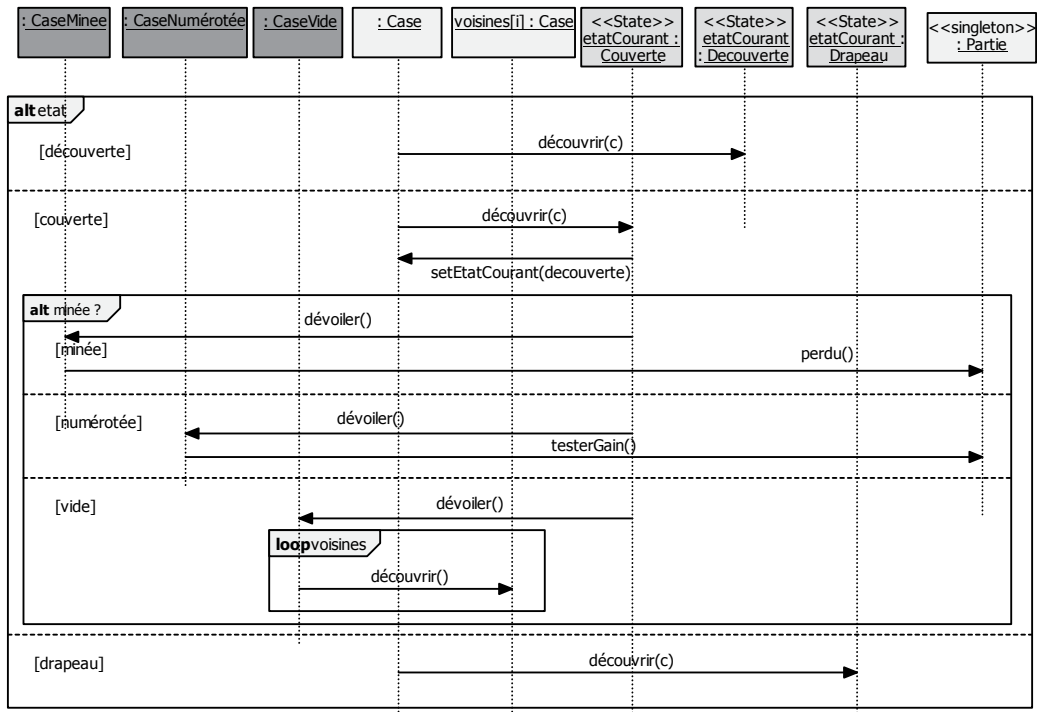 : CaseMinee
: CaseNumérotée
: CaseVide
: Case
voisines[i] : Case
<<State>>
etatCourant :
Couverte
<<State>>
etatCourant
: Decouverte
<<State>>
etatCourant :
Drapeau
<<singleton>>
: Partie
alt etat
[découverte]
découvrir(c)
[couverte]
découvrir(c)
setEtatCourant(decouverte)
alt minée ?
dévoiler()
[minée]
perdu()
[numérotée]
dévoiler()
testerGain()
[vide]
dévoiler()
loop voisines
découvrir()
[drapeau]
découvrir(c)